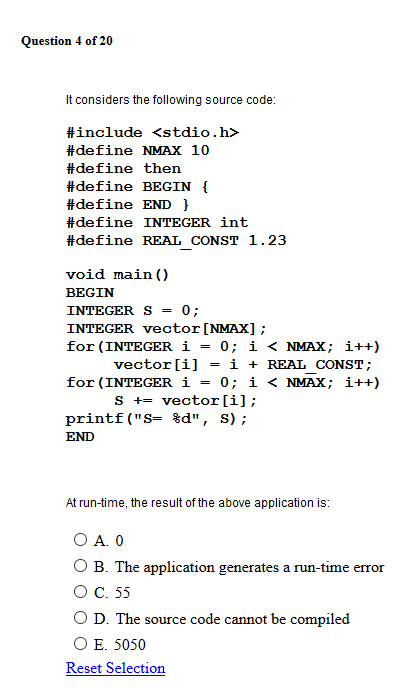 Question 4 of 20
It considers the following source code:
#include <stdio.h>
#define NMAX 10
#define then
#define BEGIN {
#define END }
#define INTEGER int
#define REAL_CONST 1.23
void main()
BEGIN
INTEGER S = 0;
INTEGER vector[NMAX];
for(INTEGER i = 0; i < NMAX; i++)
vector[i] = i + REAL_CONST;
for(INTEGER i = 0; i < NMAX; i++)
S += vector[i];
printf("S= %d", S);
END
At run-time, the result of the above application is:
A. 0
B. The application generates a run-time error
C. 55
D. The source code cannot be compiled
E. 5050
Reset Selection